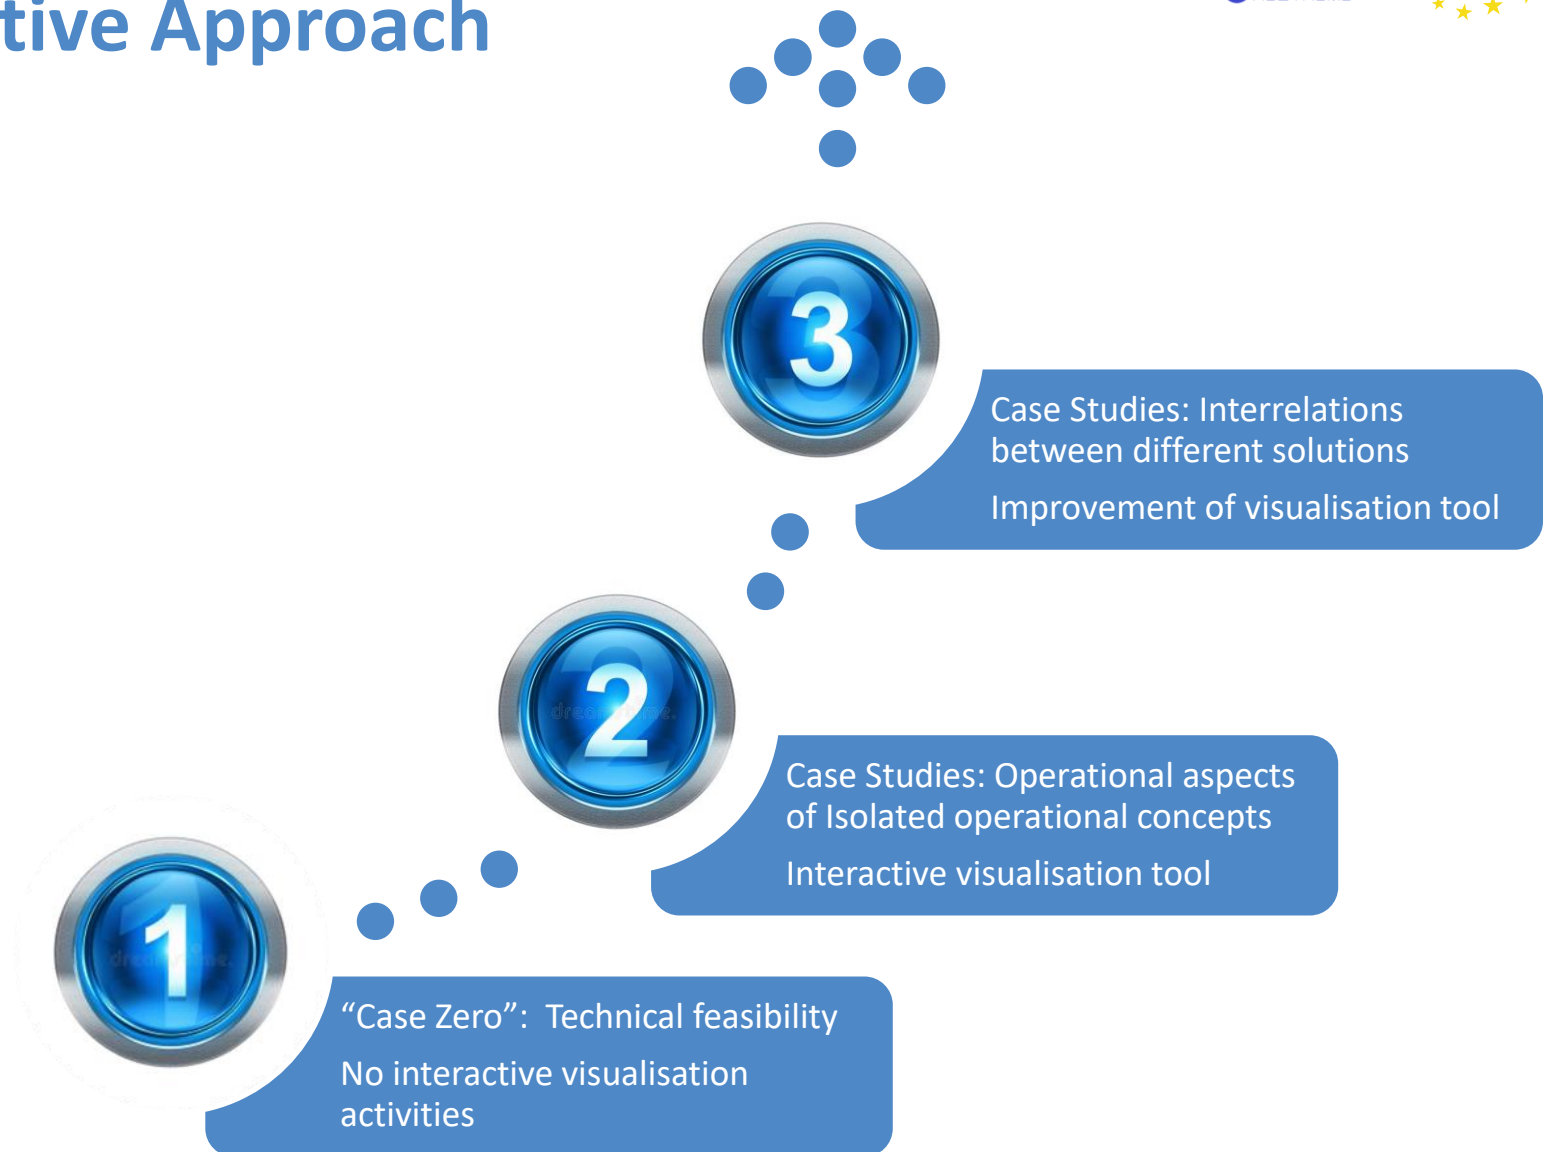 tive Approach
3
Case Studies: Interrelations
between different solutions
Improvement of visualisation tool
2
Case Studies: Operational aspects
of Isolated operational concepts
Interactive visualisation tool
1
“Case Zero”:  Technical feasibility
No interactive visualisation
activities